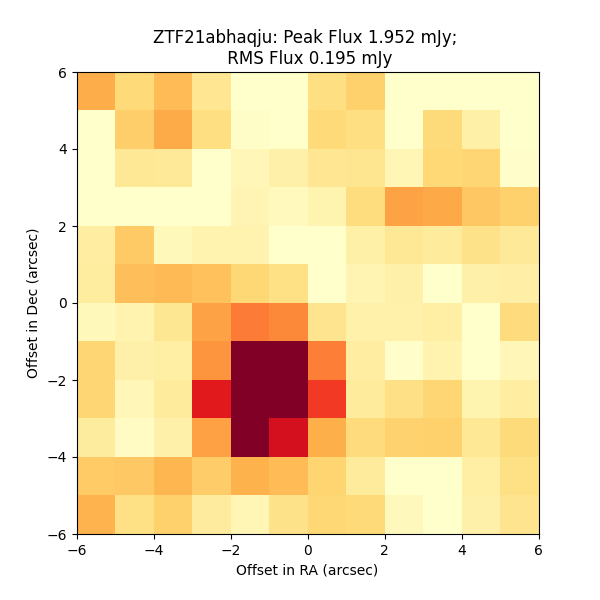 ZTF21abhaqju: Peak Flux 1.952 mJy;
RMS Flux 0.195 mJy
6
4
2
0
−2
−4
−6
Offset in Dec (arcsec)
−6 −4 −2 0 2 4 6
Offset in RA (arcsec)